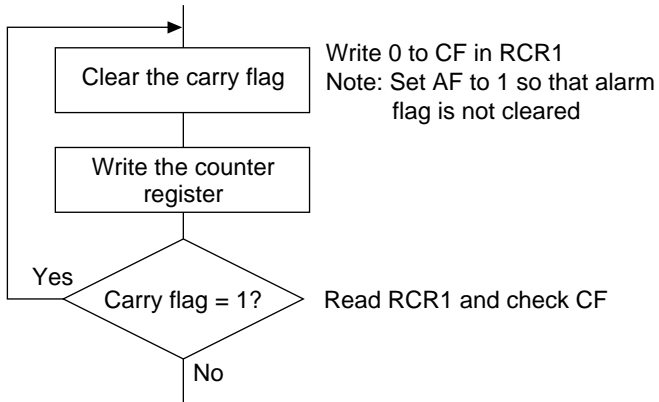 Clear the carry flag
Write 0 to CF in RCR1
Note: Set AF to 1 so that alarm
flag is not cleared
Write the counter
register
Yes
Carry flag = 1?
Read RCR1 and check CF
No